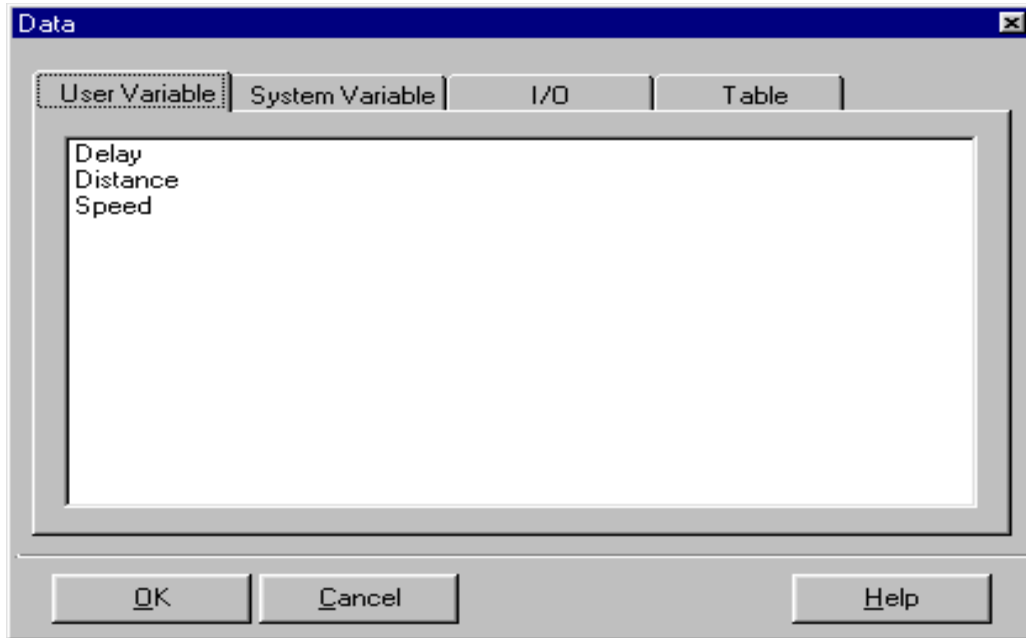 Data
User Variable System Variable I/O Table
Delay
Distance
Speed
OK Cancel Help